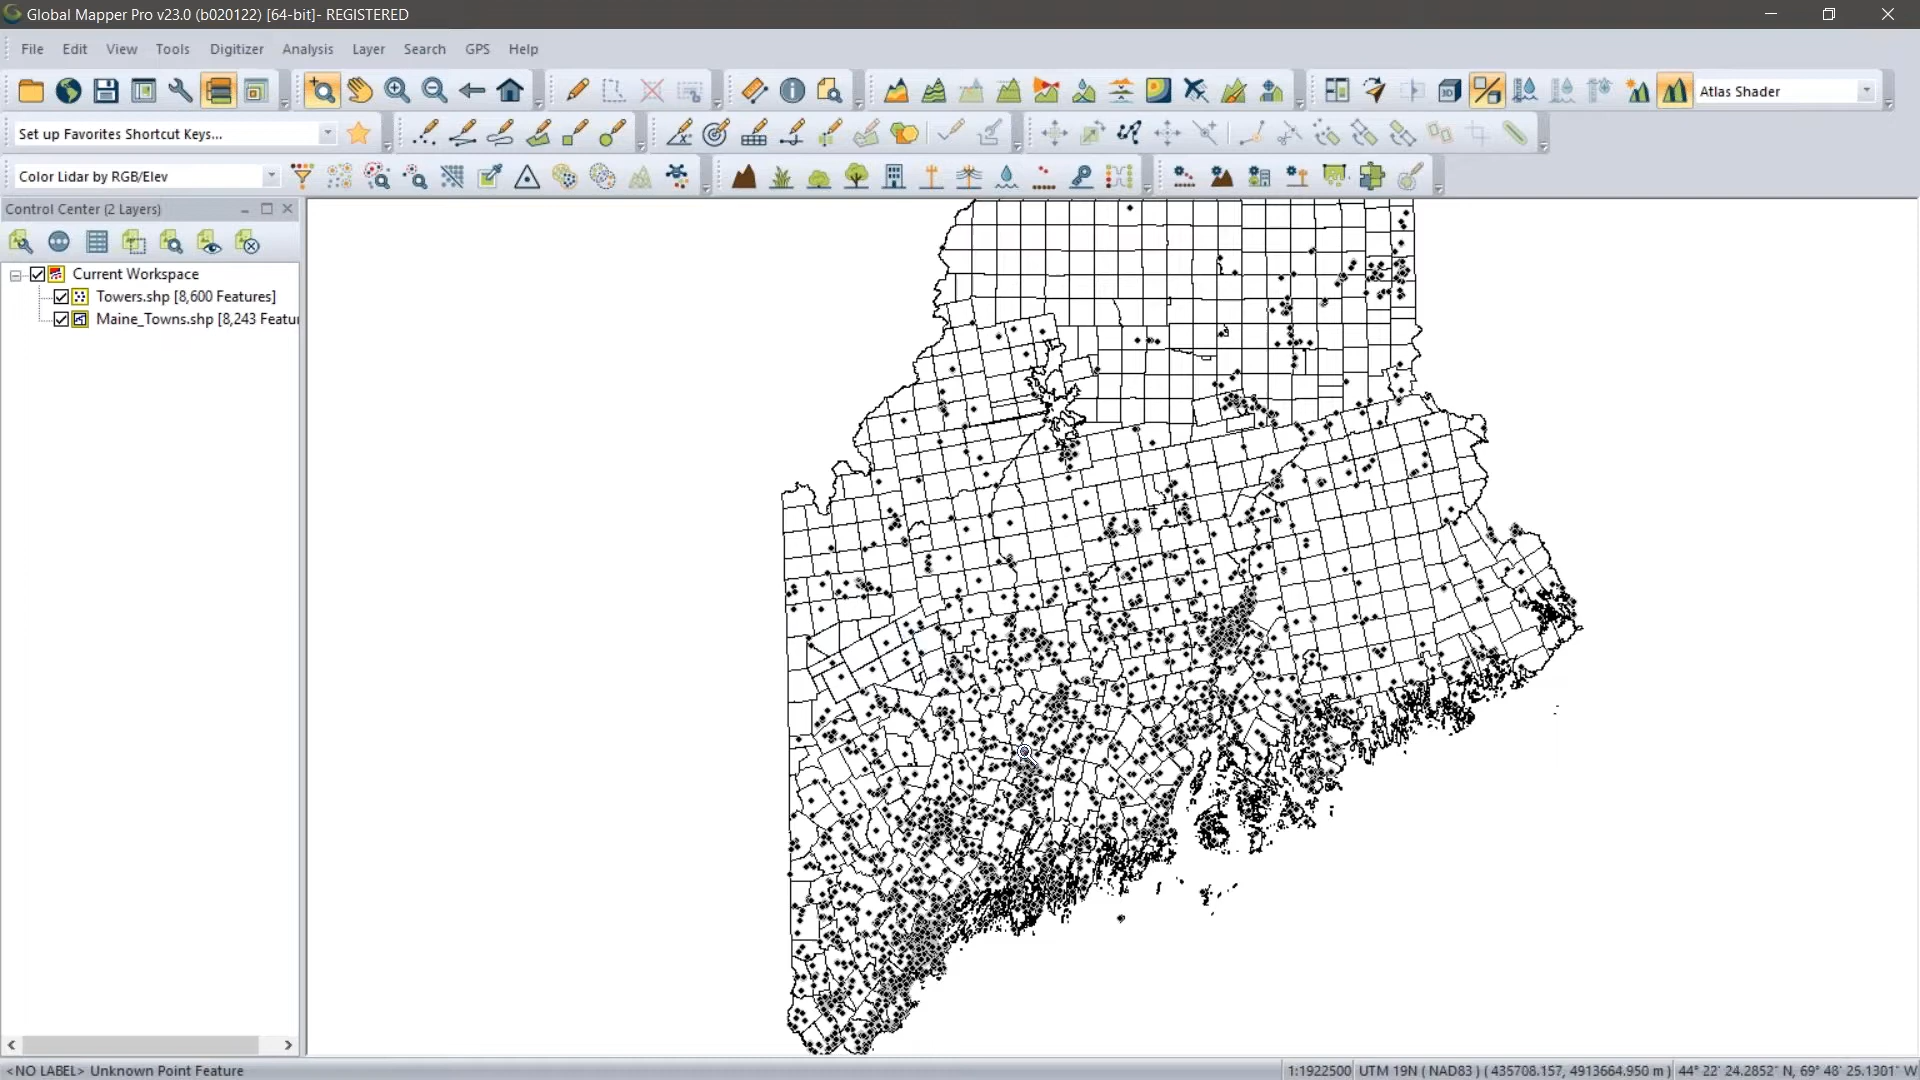 Global Mapper Pro v23.0 (b020122) [64-bit]- REGISTERED
File Edit View Tools Digitizer Analysis Layer Search GPS Help
Atlas Shader
Set up Favorites Shortcut Keys...
Color Lidar by RGB/Elev
Control Center (2 Layers)
Current Workspace
Towers.shp [8,600 Features]
Maine_Towns.shp [8,243 Featu
<NO LABEL> Unknown Point Feature
1:1922500 UTM 19N ( NAD83 ) ( 435708.157, 4913664.950 m ) 44° 22' 24.2852" N, 69° 48' 25.1301" W